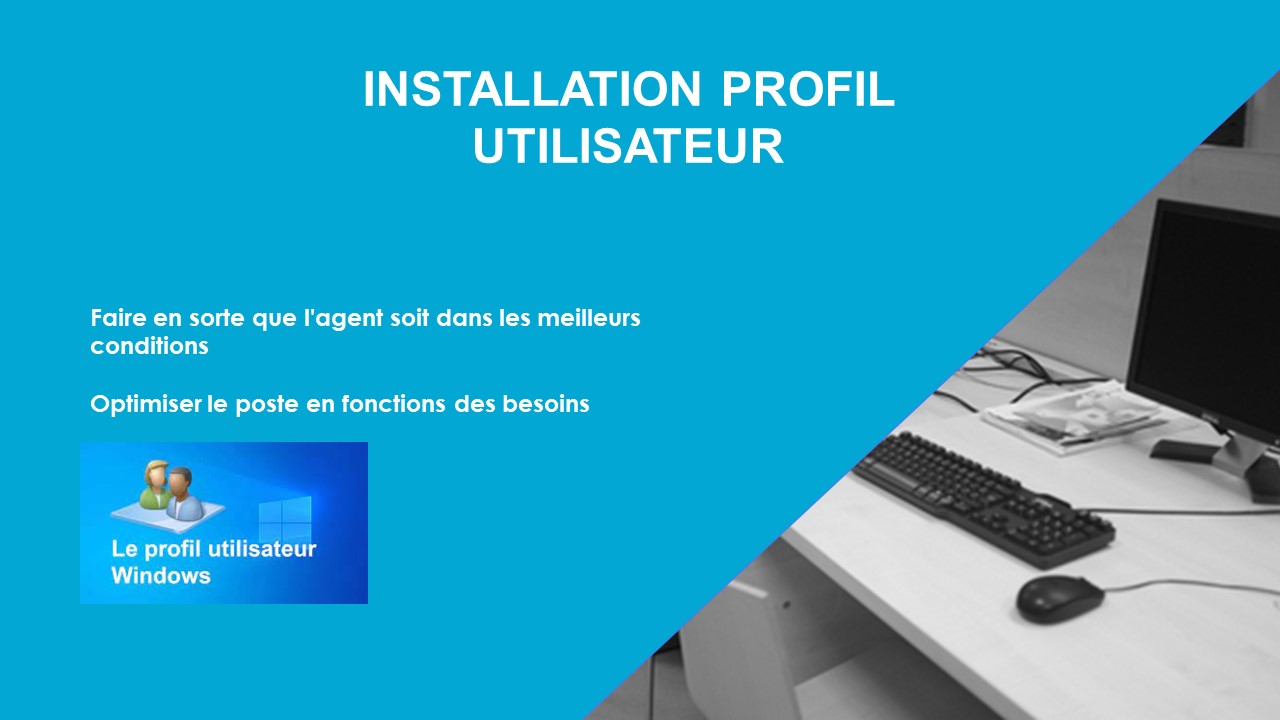 INSTALLATION PROFIL
UTILISATEUR
Faire en sorte que l'agent soit dans les meilleurs
conditions
Optimiser le poste en fonctions des besoins
Le profil utilisateur
Windows